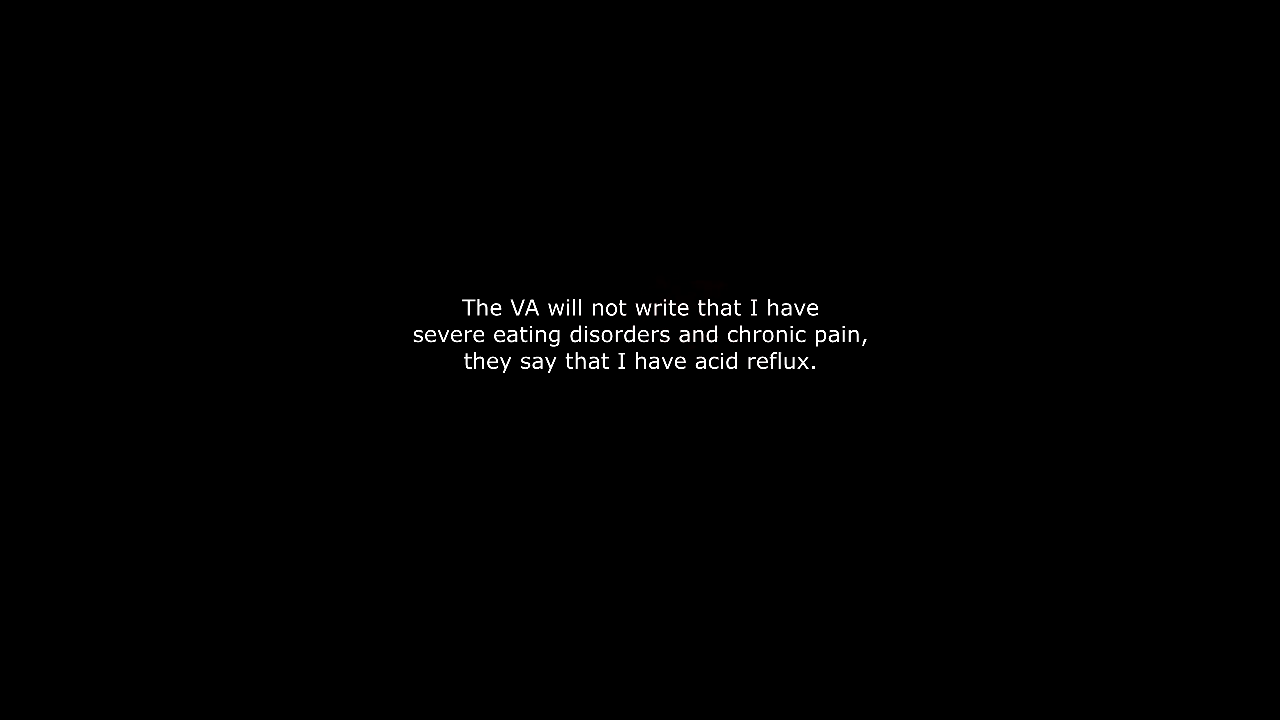 The VA will not write that I have
severe eating disorders and chronic pain,
they say that I have acid reflux.